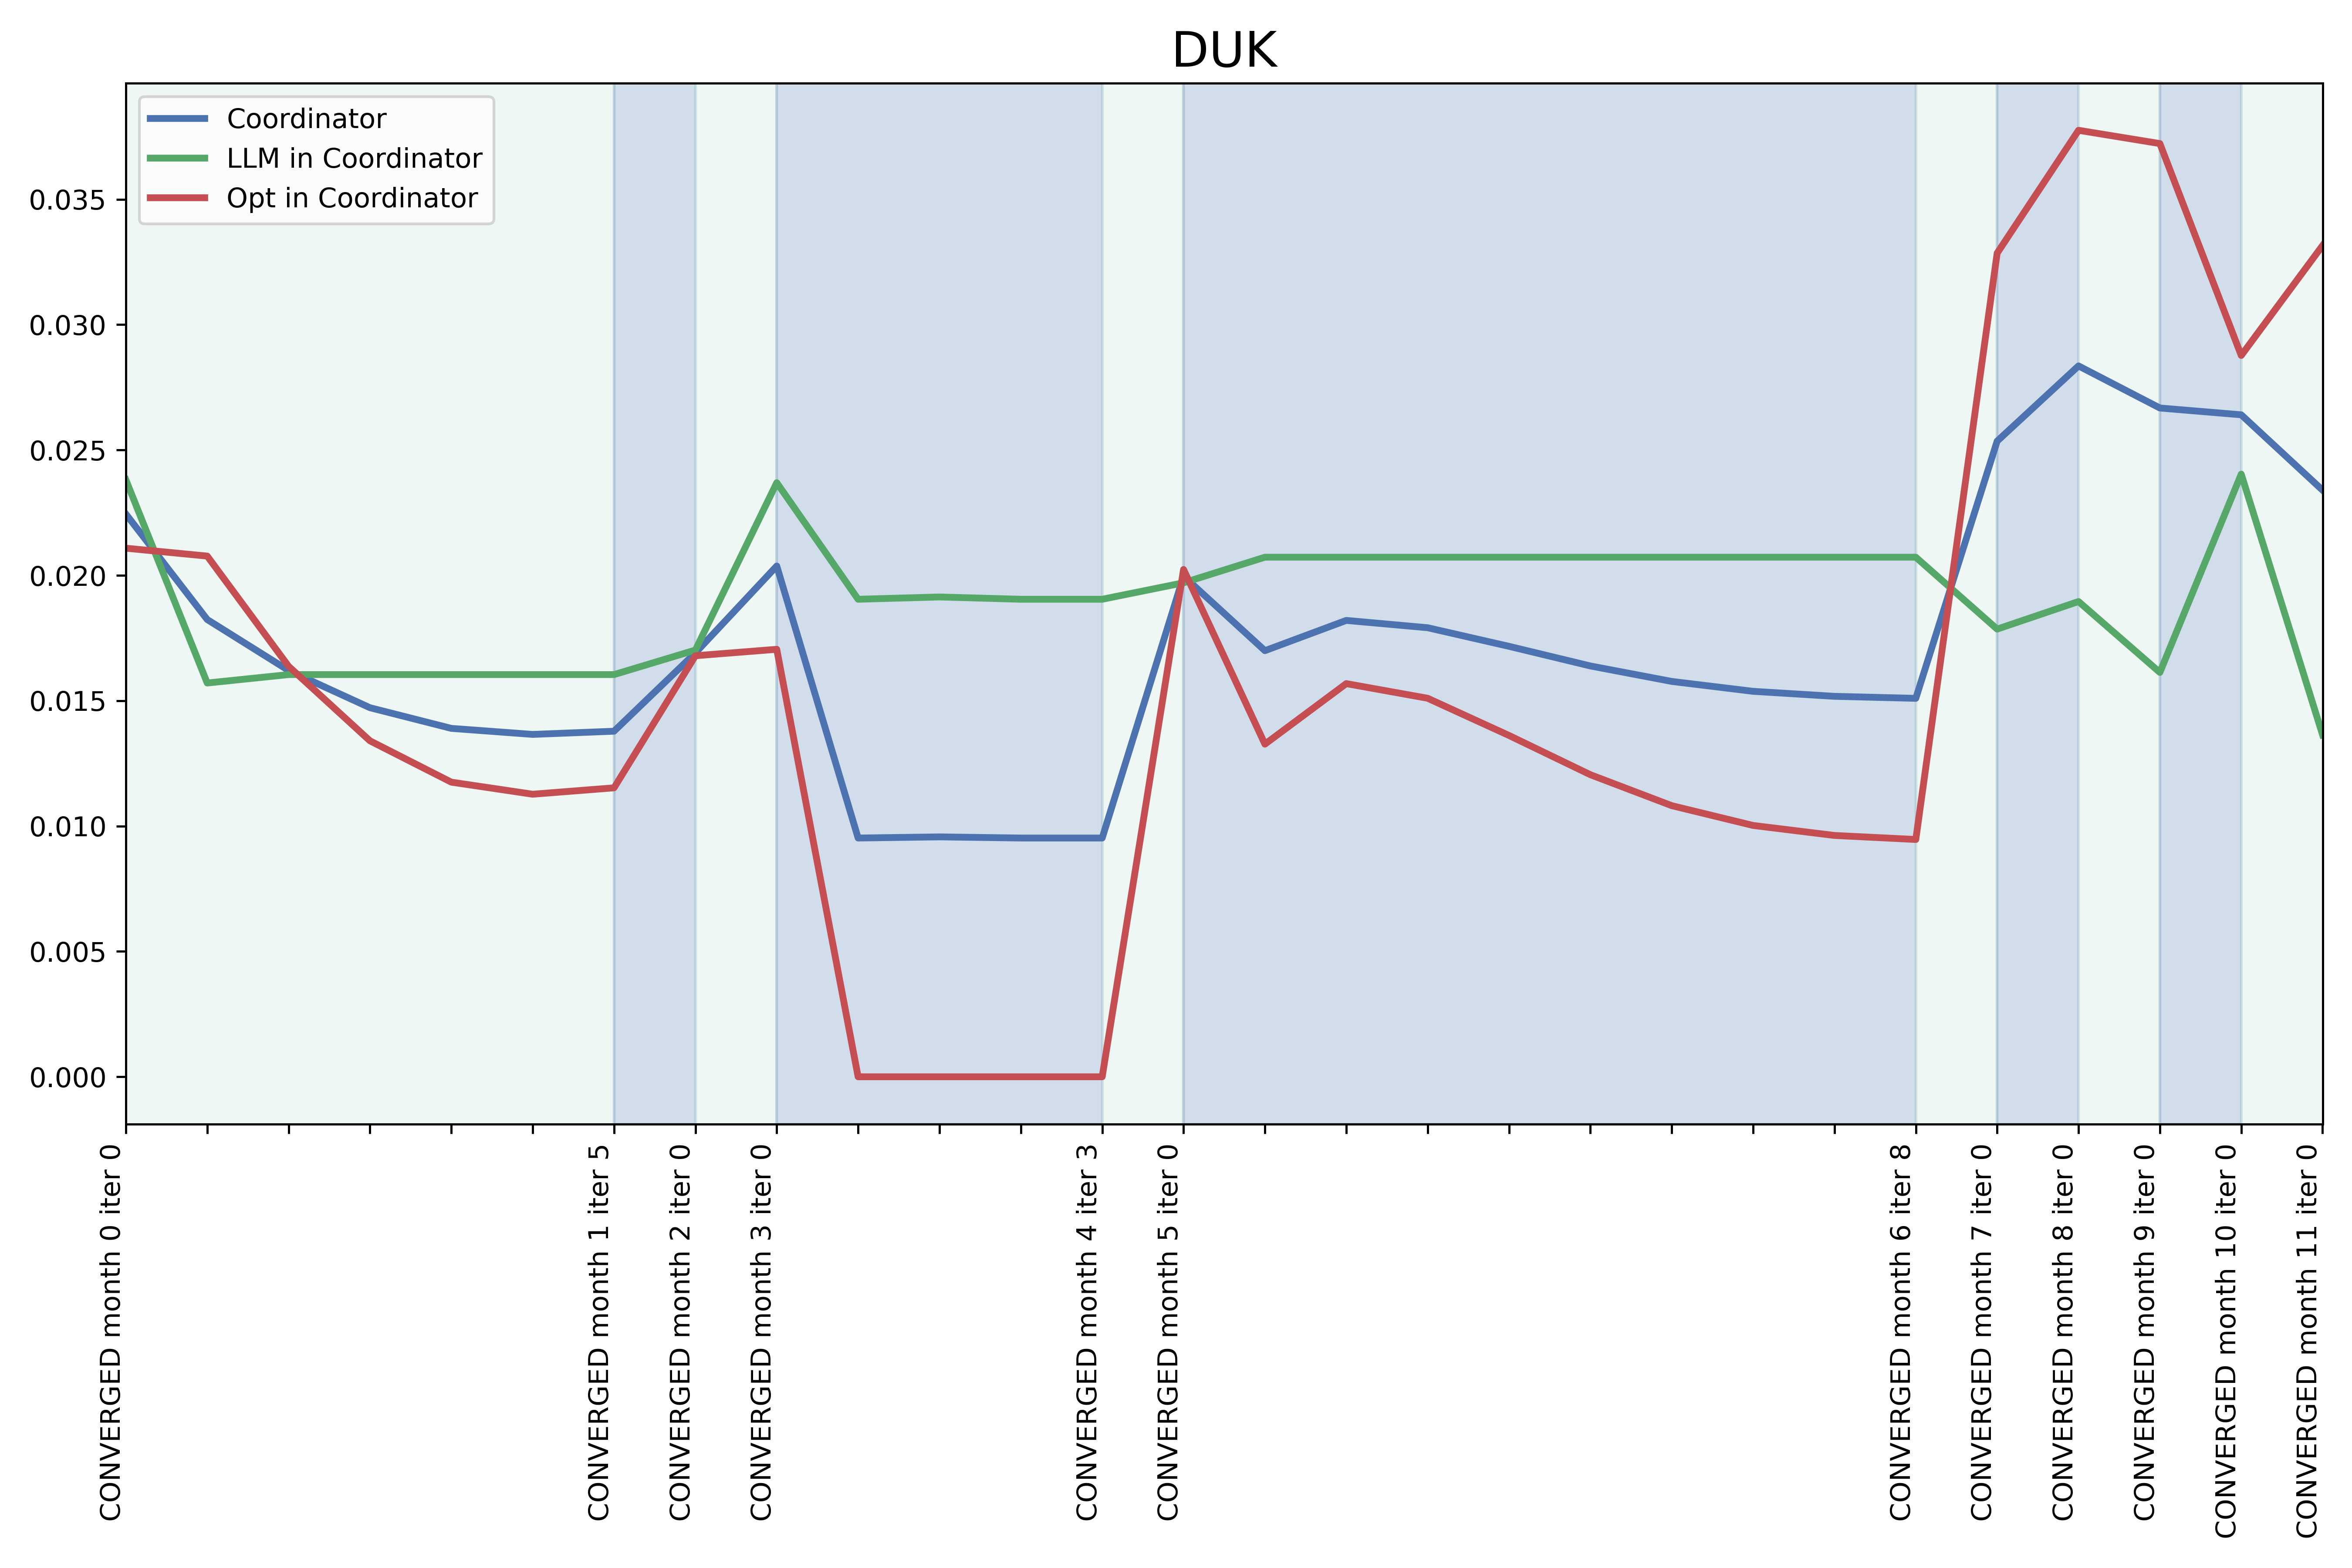 DUK
Coordinator
LLM in Coordinator
Opt in Coordinator
0.035
0.030
0.025
0.020
0.015
0.010
0.005
0.000
CONVERGED month 0 iter 0
CONVERGED month 1 iter 5
CONVERGED month 2 iter 0
CONVERGED month 3 iter 0
CONVERGED month 4 iter 3
CONVERGED month 5 iter 0
CONVERGED month 6 iter 8
CONVERGED month 7 iter 0
CONVERGED month 8 iter 0
CONVERGED month 9 iter 0
CONVERGED month 10 iter 0
CONVERGED month 11 iter 0